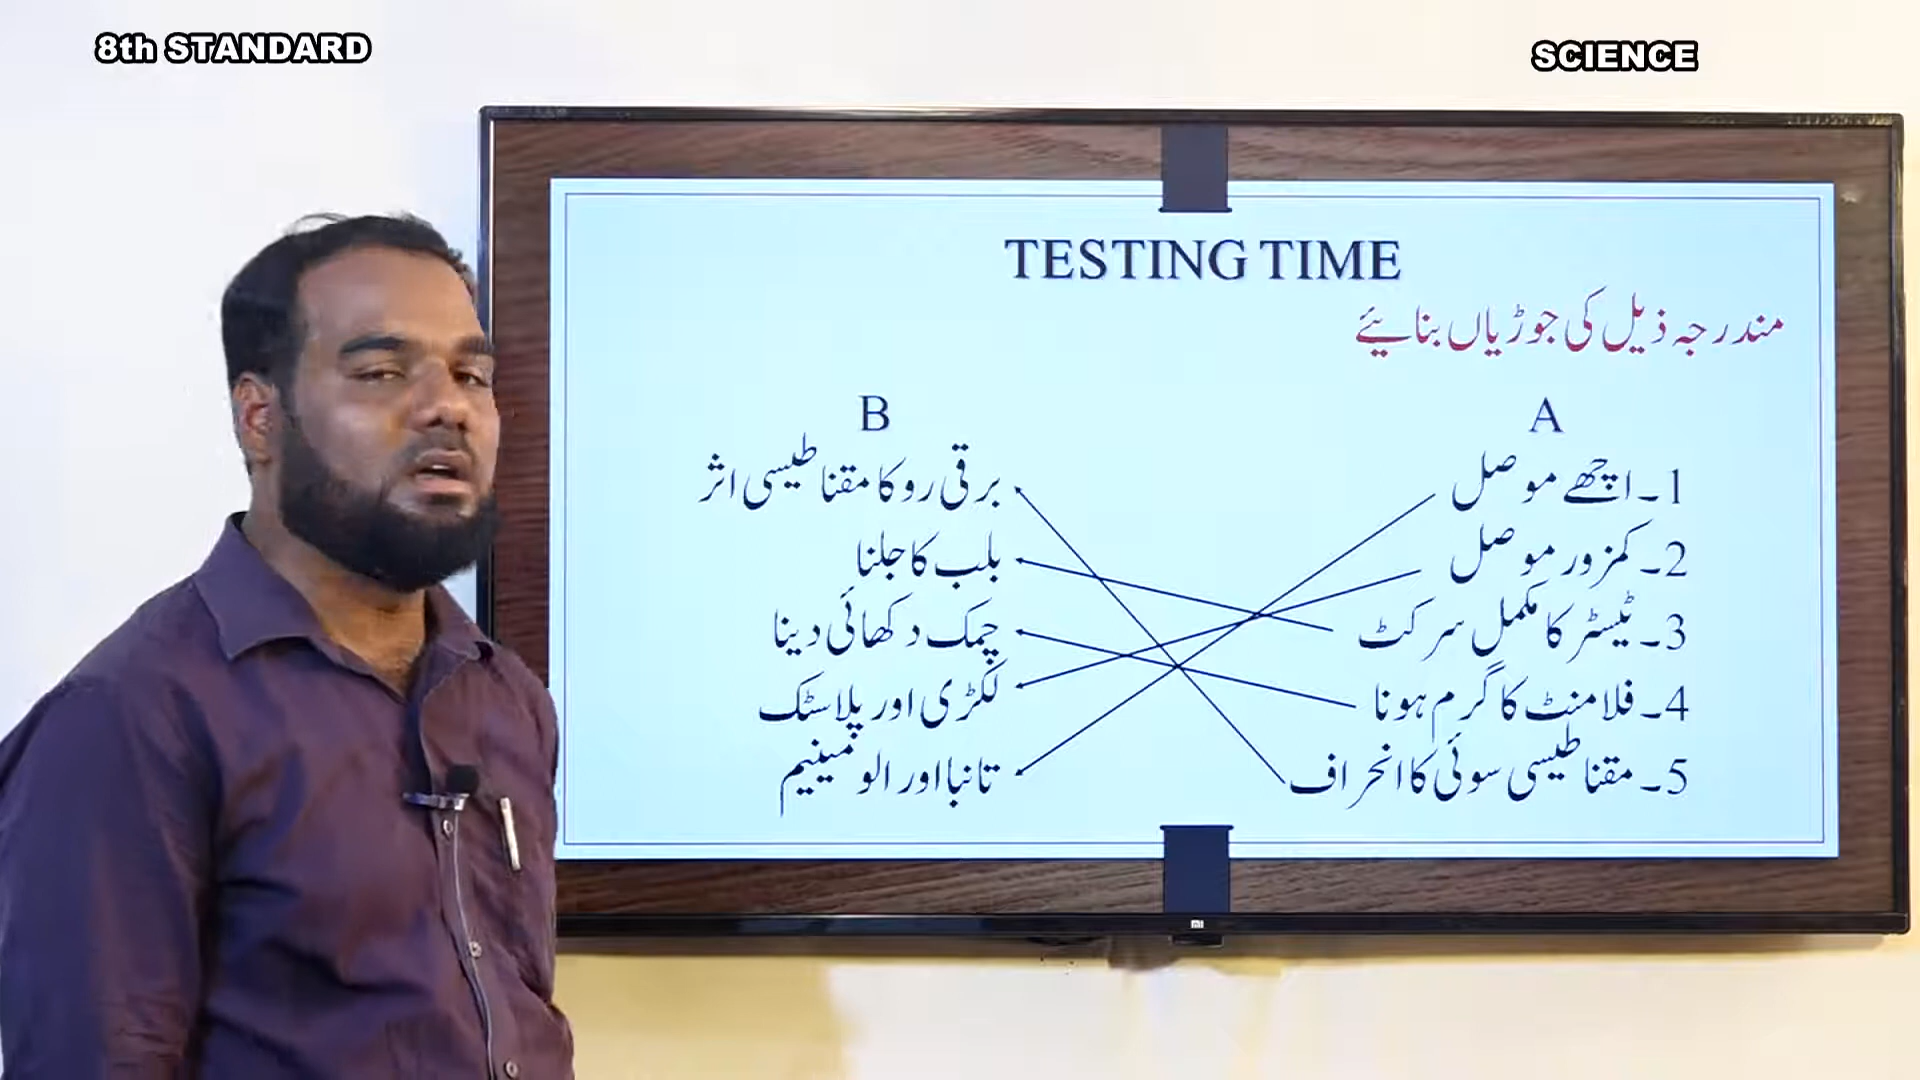 8th STANDARD
SCIENCE
TESTING TIME
مندرجہ ذیل کی جوڑیاں بنایئے
A
B
1۔ اچھے موصل
برقی رو کا مقناطیسی اثر
2۔ کمزور موصل
بلب کا جلنا
3۔ ٹیسٹر کا مکمل سرکٹ
چمک دکھائی دینا
4۔ فلامنٹ کا گرم ہونا
لکڑی اور پلاسٹک
5۔ مقناطیسی سوئی کا انحراف
تانبا اور الومینیم
mi